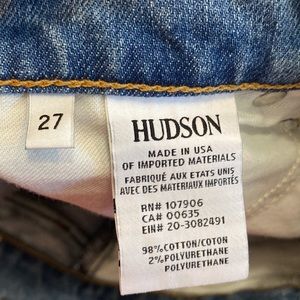 27
HUDSON
MADE IN USA
OF IMPORTED MATERIALS
FABRIQUÉ AUX ETATS UNIS
AVEC DES MATERIAUX IMPORTÉS
RN# 107906
CA# 00635
EIN# 20-3082491
98% COTTON/COTON
2% POLYURETHANE/
POLYURETHANE